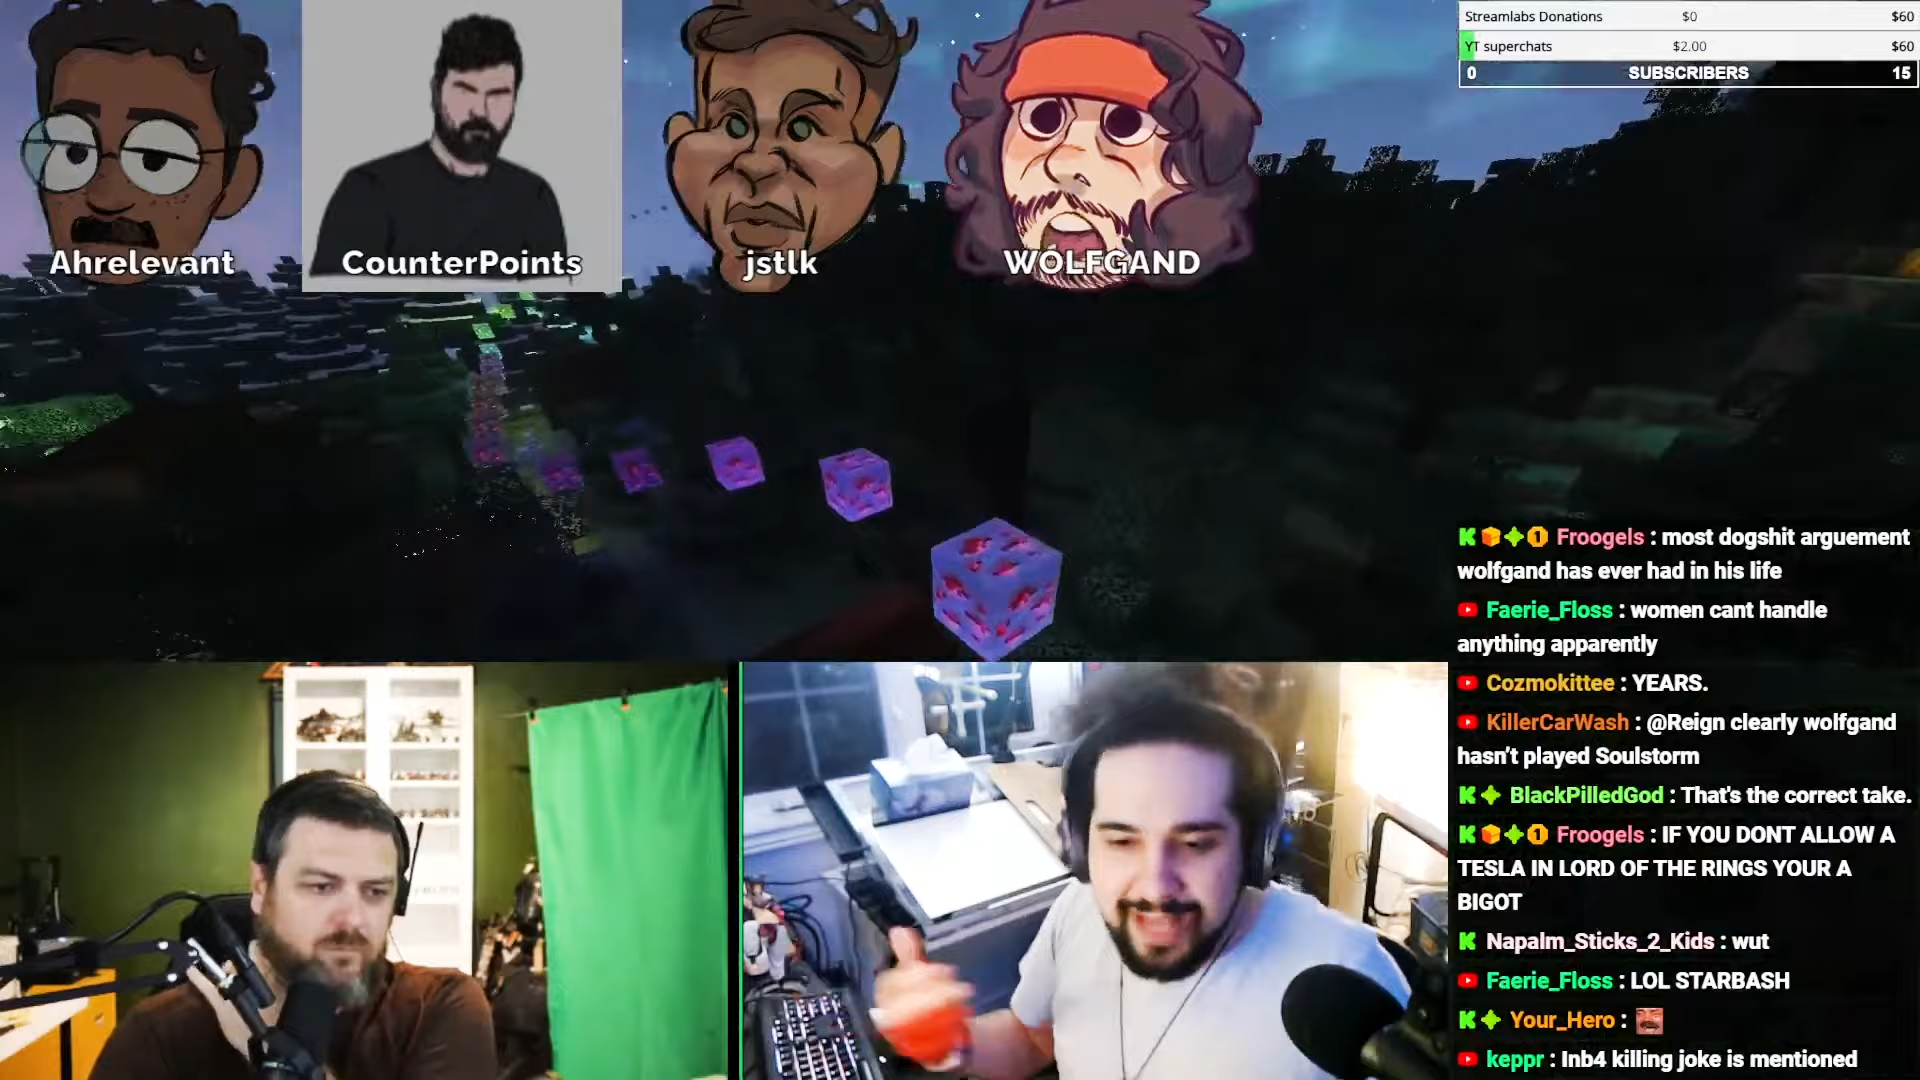 Streamlabs Donations $0 $60
YT superchats $2.00 $60
0 SUBSCRIBERS 15
Ahrelevant
CounterPoints
jstlk
WÓLFGAND
Froogels : most dogshit arguement
wolfgand has ever had in his life
Faerie_Floss : women cant handle
anything apparently
Cozmokittee : YEARS.
KillerCarWash : @Reign clearly wolfgand
hasn't played Soulstorm
BlackPilledGod : That's the correct take.
Froogels : IF YOU DONT ALLOW A
TESLA IN LORD OF THE RINGS YOUR A
BIGOT
Napalm_Sticks_2_Kids : wut
Faerie_Floss : LOL STARBASH
Your_Hero :
keppr : Inb4 killing joke is mentioned